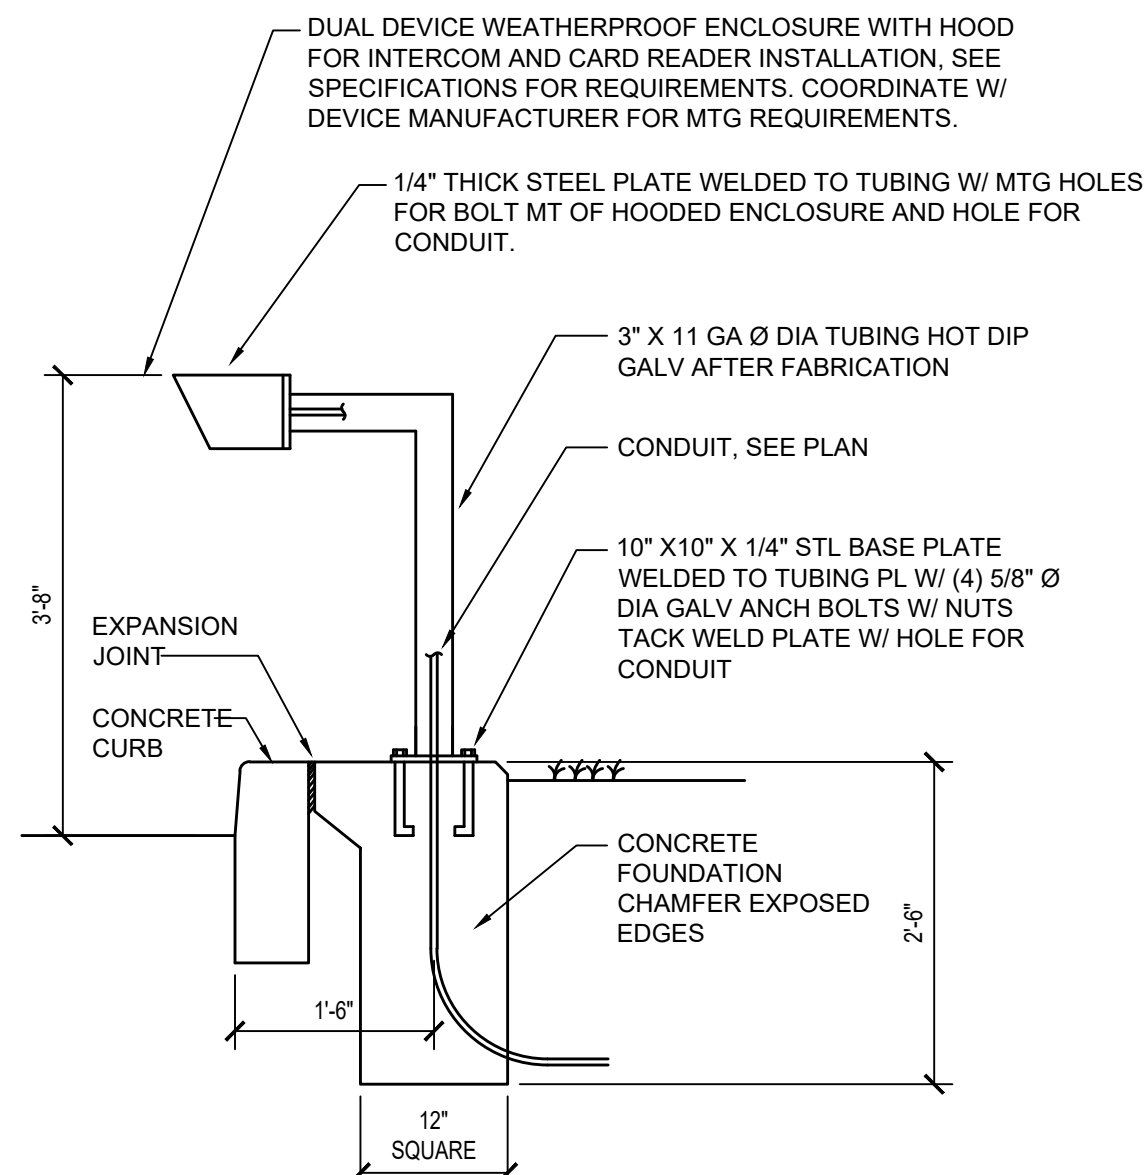 DUAL DEVICE WEATHERPROOF ENCLOSURE WITH HOOD
FOR INTERCOM AND CARD READER INSTALLATION, SEE
SPECIFICATIONS FOR REQUIREMENTS. COORDINATE W/
DEVICE MANUFACTURER FOR MTG REQUIREMENTS.
1/4" THICK STEEL PLATE WELDED TO TUBING W/ MTG HOLES
FOR BOLT MT OF HOODED ENCLOSURE AND HOLE FOR
CONDUIT.
3" X 11 GA Ø DIA TUBING HOT DIP
GALV AFTER FABRICATION
CONDUIT, SEE PLAN
10" X10" X 1/4" STL BASE PLATE
WELDED TO TUBING PL W/ (4) 5/8" Ø
DIA GALV ANCH BOLTS W/ NUTS
TACK WELD PLATE W/ HOLE FOR
CONDUIT
3'-8"
EXPANSION
JOINT
CONCRETE
CURB
CONCRETE
FOUNDATION
CHAMFER EXPOSED
EDGES
2'-6"
1'-6"
12"
SQUARE